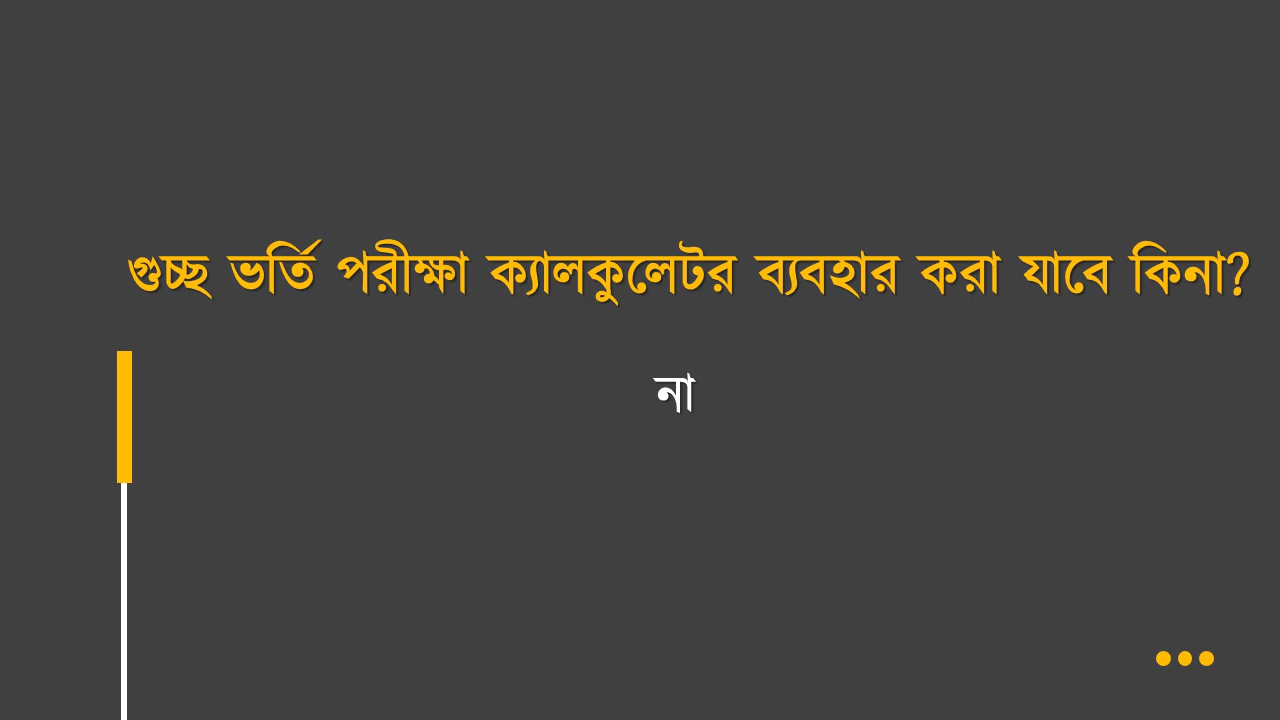 গুচ্ছ ভর্তি পরীক্ষা ক্যালকুলেটর ব্যবহার করা যাবে কিনা?
না